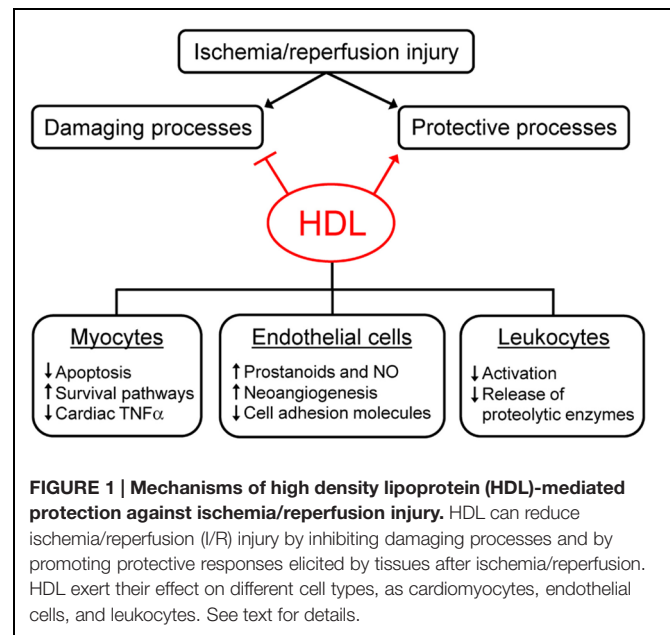 Ischemia/reperfusion injury
Damaging processes
Protective processes
HDL
Myocytes
↓Apoptosis
↑Survival pathways
↓Cardiac TNFα
Endothelial cells
↑Prostanoids and NO
↑Neoangiogenesis
↓Cell adhesion molecules
Leukocytes
↓Activation
↓Release of
proteolytic enzymes
FIGURE 1 | Mechanisms of high density lipoprotein (HDL)-mediated
protection against ischemia/reperfusion injury. HDL can reduce
ischemia/reperfusion (I/R) injury by inhibiting damaging processes and by
promoting protective responses elicited by tissues after ischemia/reperfusion.
HDL exert their effect on different cell types, as cardiomyocytes, endothelial
cells, and leukocytes. See text for details.